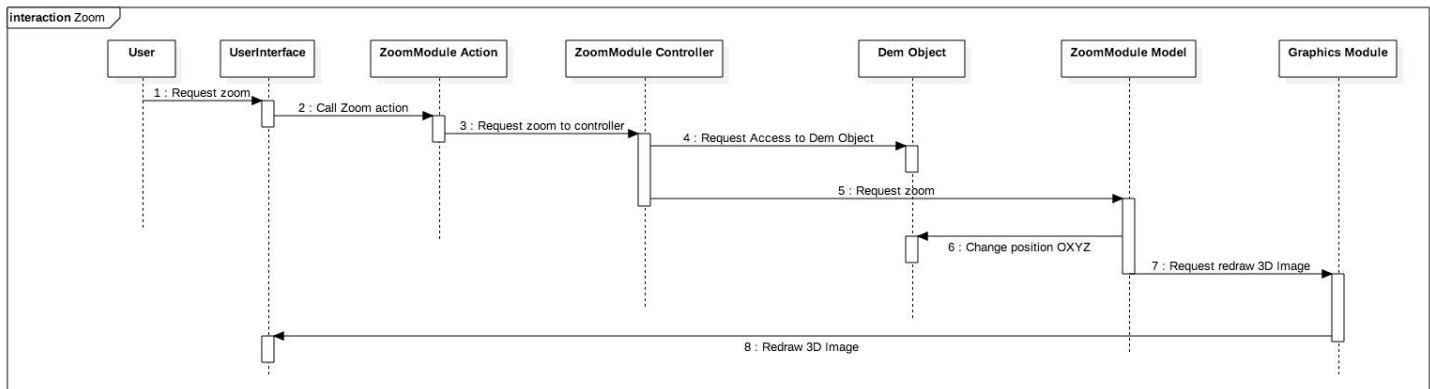 interaction Zoom
User
UserInterface
ZoomModule Action
ZoomModule Controller
Dem Object
ZoomModule Model
Graphics Module
1 : Request zoom
2 : Call Zoom action
3 : Request zoom to controller
4 : Request Access to Dem Object
5 : Request zoom
6 : Change position OXYZ
7 : Request redraw 3D Image
8 : Redraw 3D Image